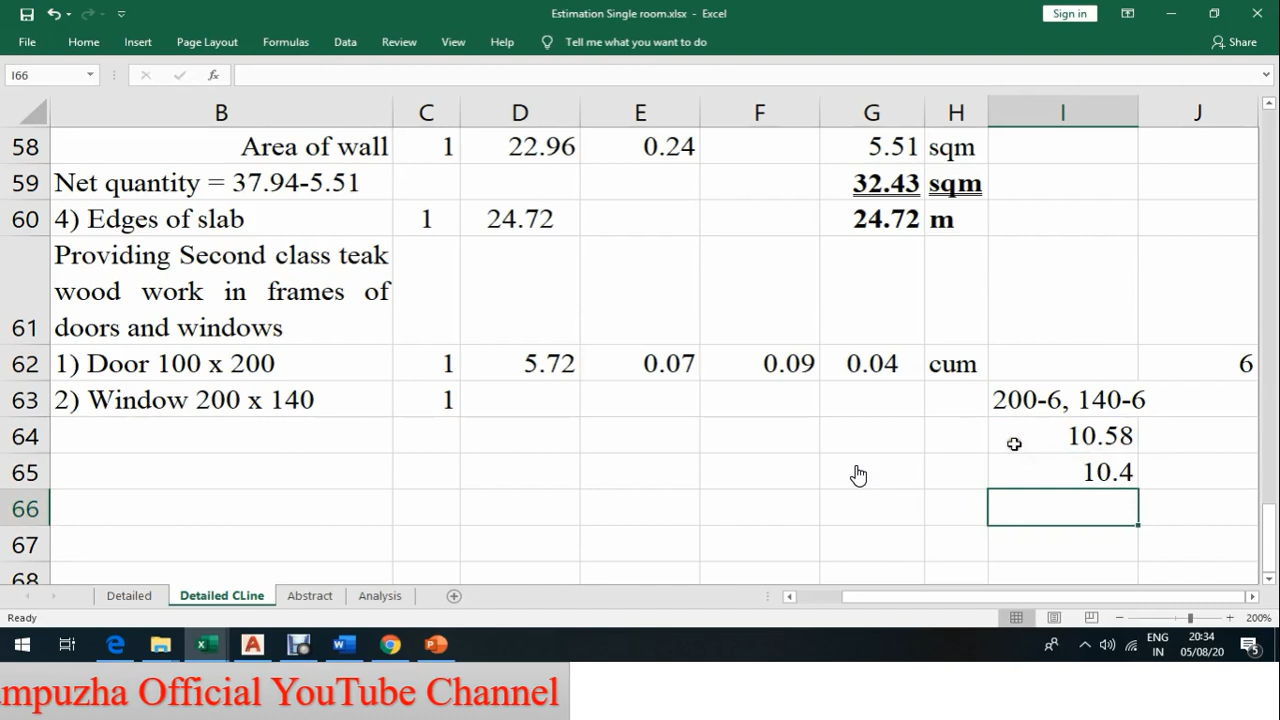 Estimation Single room.xlsx - Excel
Sign in
File Home Insert Page Layout Formulas Data Review View Help Tell me what you want to do Share
I66 fx
B C D E F G H I J
58 Area of wall 1 22.96 0.24 5.51 sqm
59 Net quantity = 37.94-5.51 32.43 sqm
60 4) Edges of slab 1 24.72 24.72 m
Providing Second class teak
wood work in frames of
61 doors and windows
62 1) Door 100 x 200 1 5.72 0.07 0.09 0.04 cum 6
63 2) Window 200 x 140 1 200-6, 140-6
64 10.58
65 10.4
66
67
68
Detailed Detailed CLine Abstract Analysis
Ready 200%
ENG 20:34
IN 05/08/20 5
mpuzha Official YouTube Channel